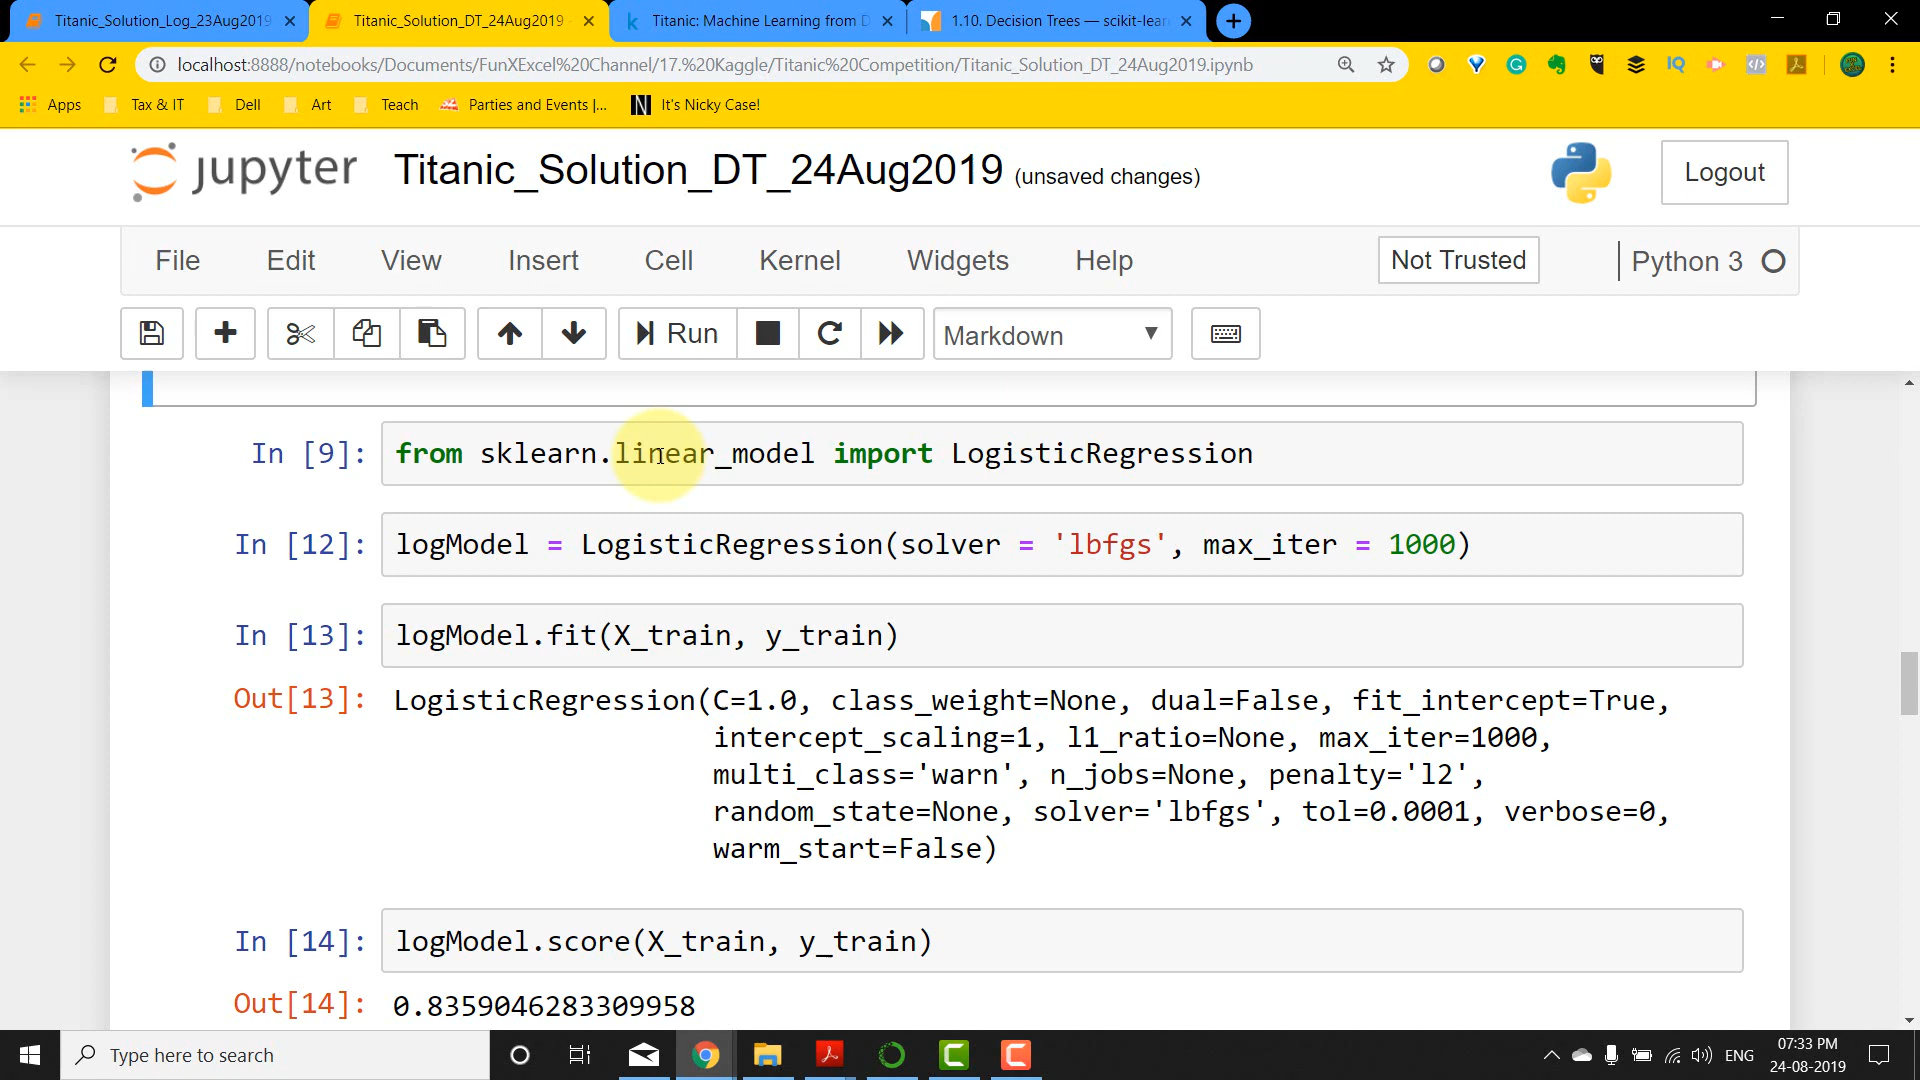 Titanic_Solution_Log_23Aug2019
Titanic_Solution_DT_24Aug2019
Titanic: Machine Learning from D
1.10. Decision Trees — scikit-lear
localhost:8888/notebooks/Documents/FunXExcel%20Channel/17.%20Kaggle/Titanic%20Competition/Titanic_Solution_DT_24Aug2019.ipynb
Apps Tax & IT Dell Art Teach Parties and Events |... It's Nicky Case!
jupyter Titanic_Solution_DT_24Aug2019 (unsaved changes) Logout
File Edit View Insert Cell Kernel Widgets Help Not Trusted Python 3
Run Markdown
In [9]: from sklearn.linear_model import LogisticRegression
In [12]: logModel = LogisticRegression(solver = 'lbfgs', max_iter = 1000)
In [13]: logModel.fit(X_train, y_train)
Out[13]: LogisticRegression(C=1.0, class_weight=None, dual=False, fit_intercept=True,
intercept_scaling=1, l1_ratio=None, max_iter=1000,
multi_class='warn', n_jobs=None, penalty='l2',
random_state=None, solver='lbfgs', tol=0.0001, verbose=0,
warm_start=False)
In [14]: logModel.score(X_train, y_train)
Out[14]: 0.8359046283309958
Type here to search
ENG
07:33 PM
24-08-2019